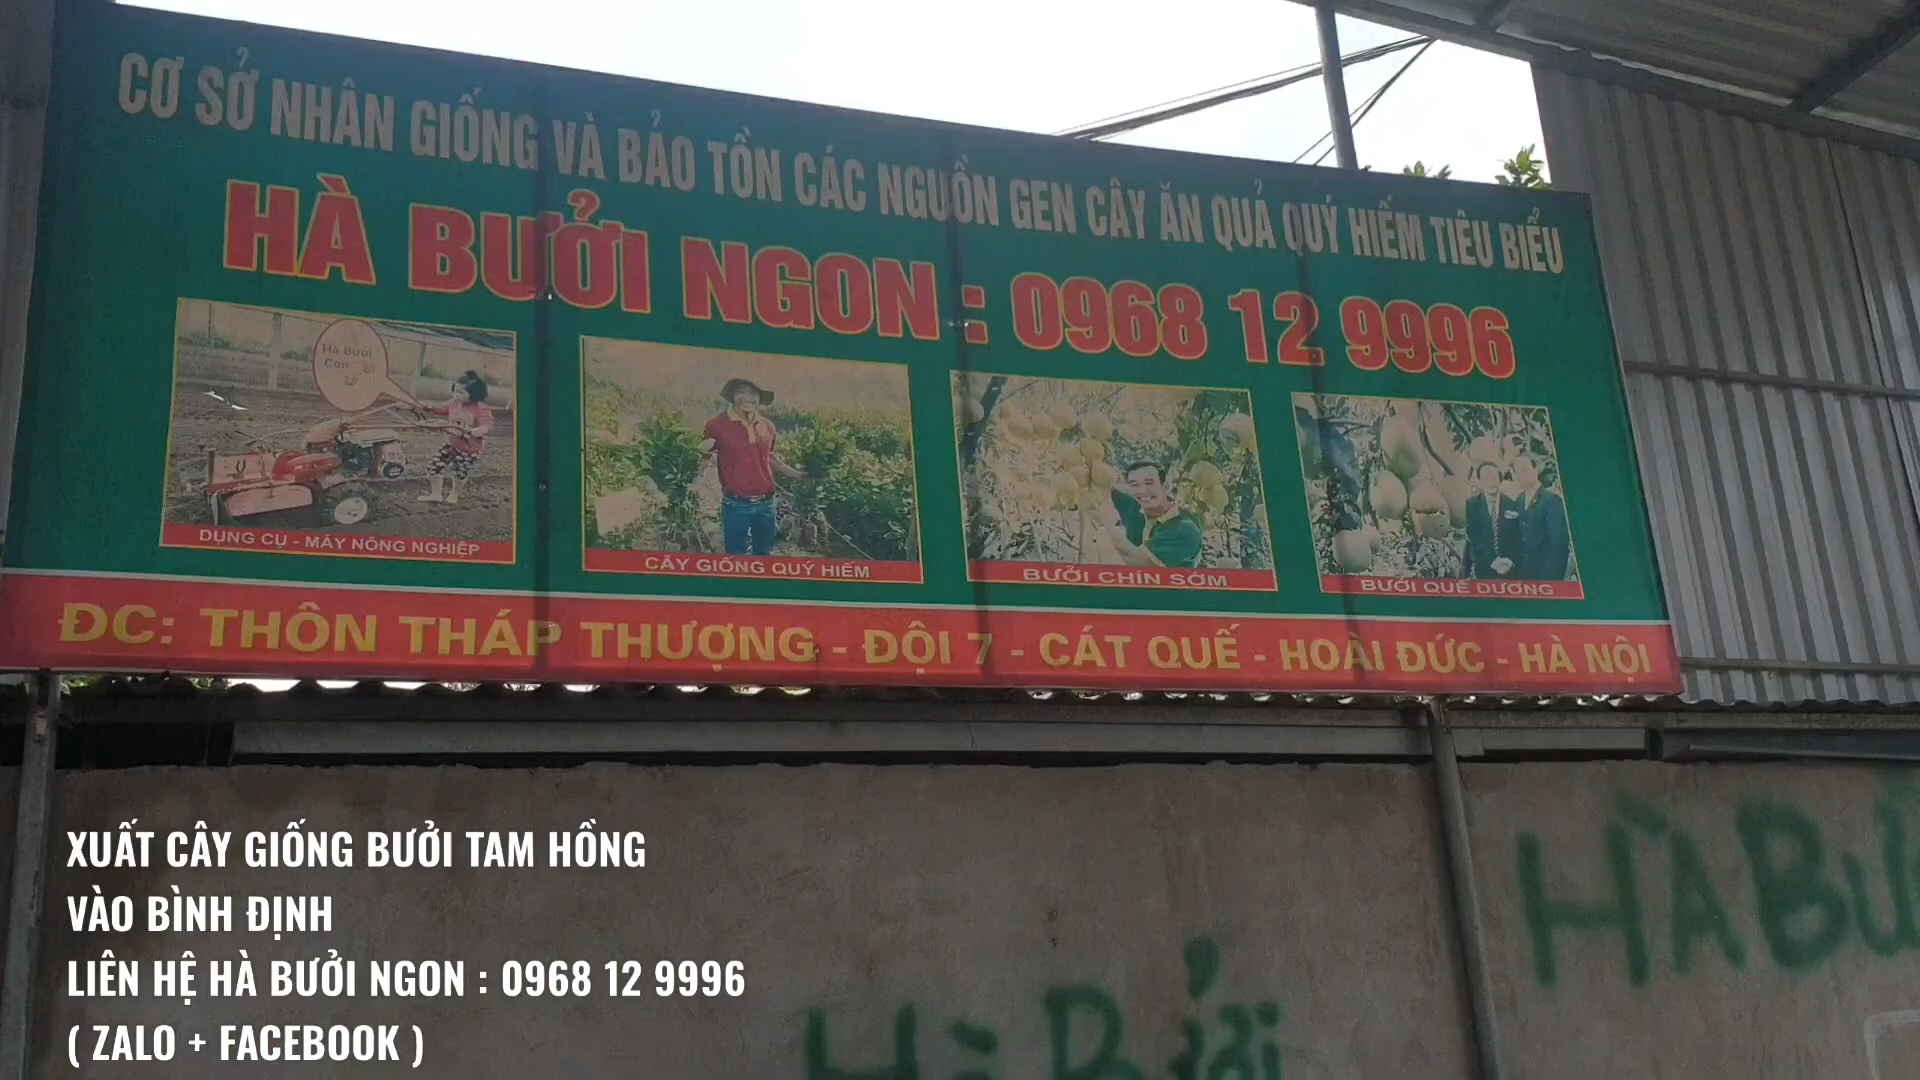 CƠ SỞ NHÂN GIỐNG VÀ BẢO TỒN CÁC NGUỒN GEN CÂY ĂN QUẢ QUÝ HIẾM TIÊU BIỂU
HÀ BƯỞI NGON : 0968 12 9996
Hà Bưởi
DỤNG CỤ - MÁY NÔNG NGHIỆP
CÂY GIỐNG QUÝ HIẾM
BƯỞI CHÍN SỚM
BƯỞI QUẾ DƯƠNG
ĐC: THÔN THÁP THƯỢNG - ĐỘI 7 - CÁT QUẾ - HOÀI ĐỨC - HÀ NỘI
XUẤT CÂY GIỐNG BƯỞI TAM HỒNG
VÀO BÌNH ĐỊNH
LIÊN HỆ HÀ BƯỞI NGON : 0968 12 9996
( ZALO + FACEBOOK )
Hà Bưởi
HÀ